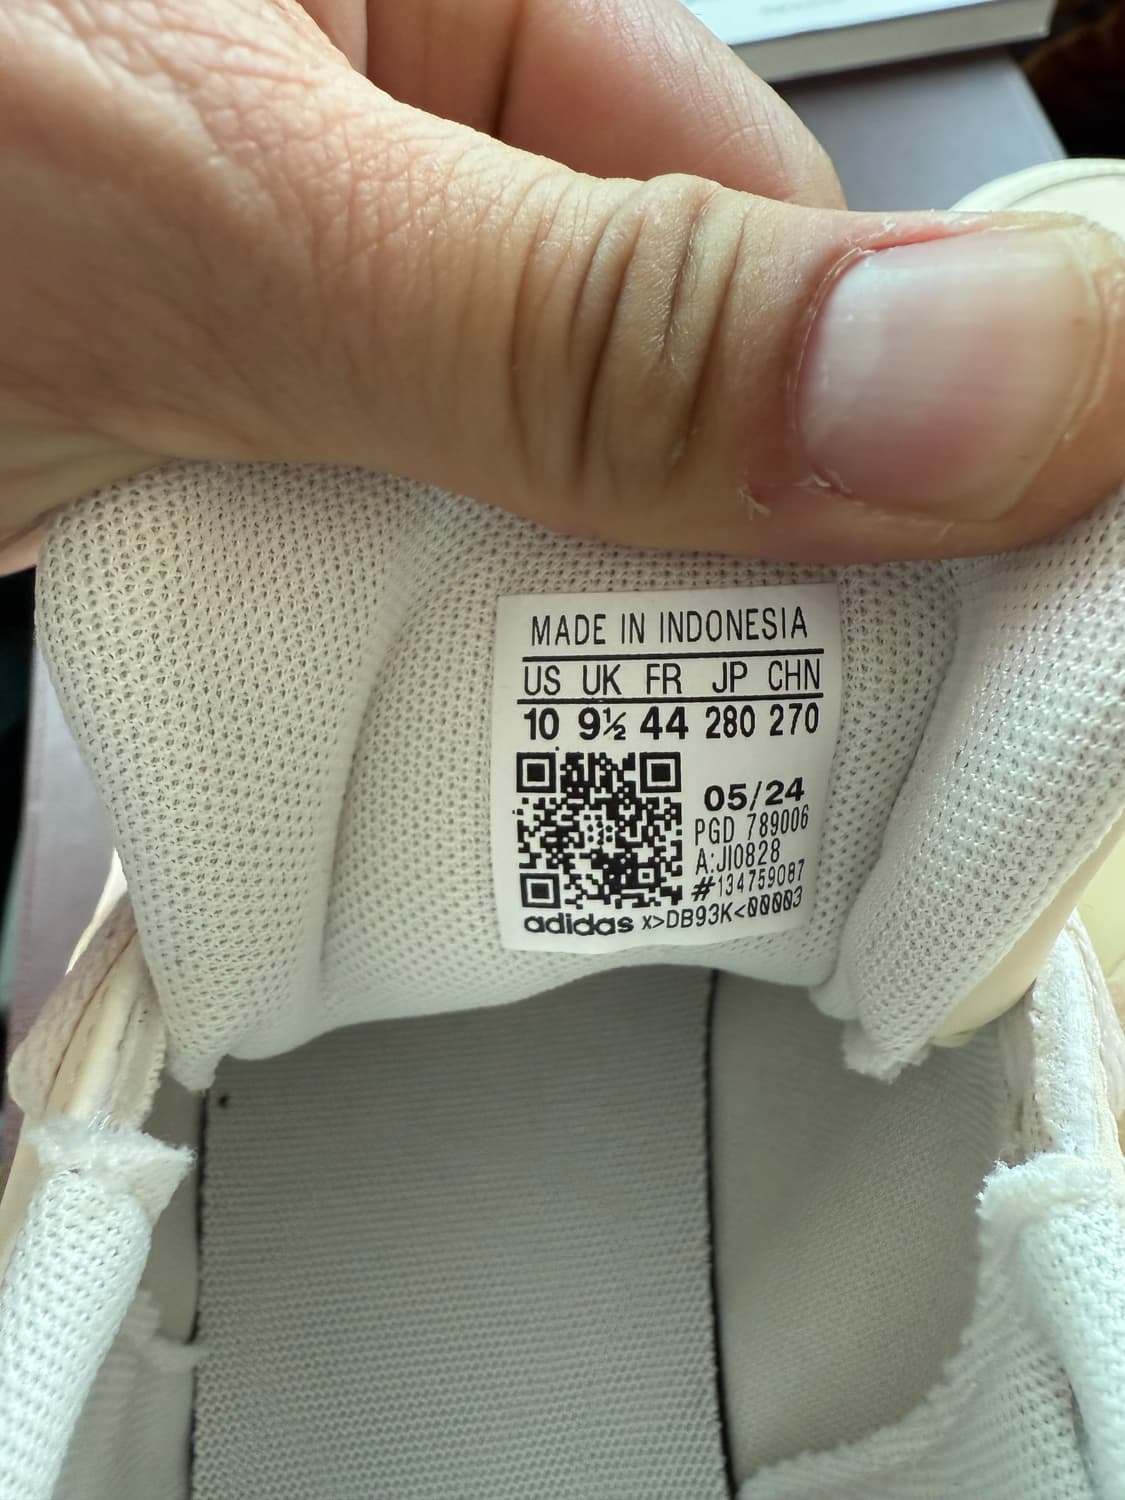 MADE IN INDONESIA
US UK FR JP CHN
10 9½ 44 280 270
05/24
PGD 789006
A:JI0828
#134759087
adidas x>DB93K<00003